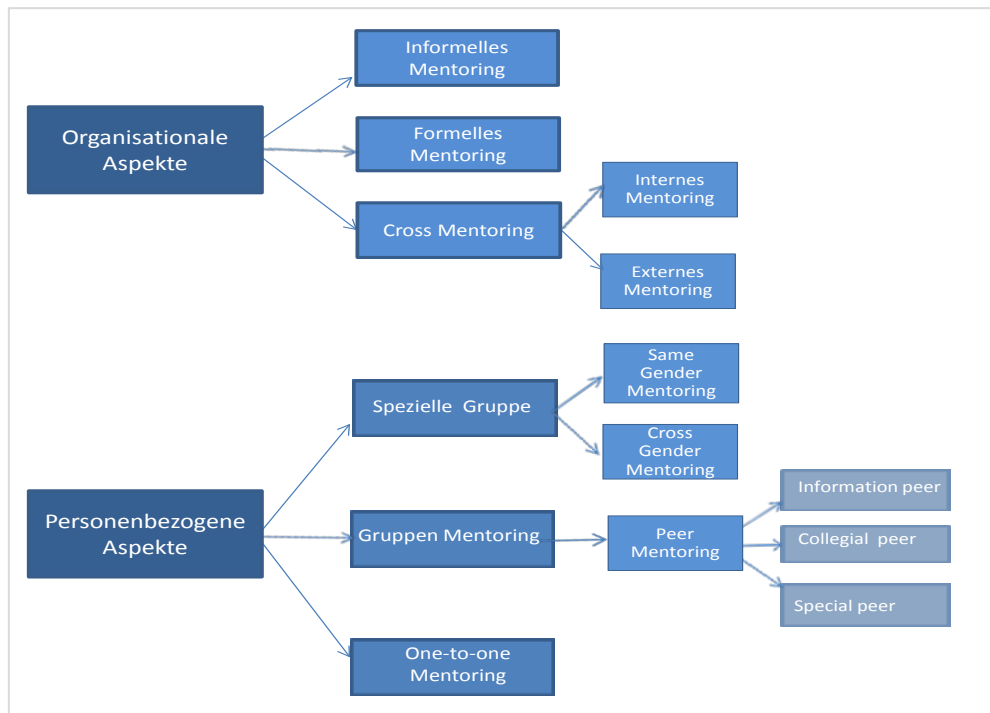 Organisationale
Aspekte
Informelles
Mentoring
Formelles
Mentoring
Cross Mentoring
Internes
Mentoring
Externes
Mentoring
Personenbezogene
Aspekte
Spezielle Gruppe
Same
Gender
Mentoring
Cross
Gender
Mentoring
Gruppen Mentoring
Peer
Mentoring
Information peer
Collegial peer
Special peer
One-to-one
Mentoring